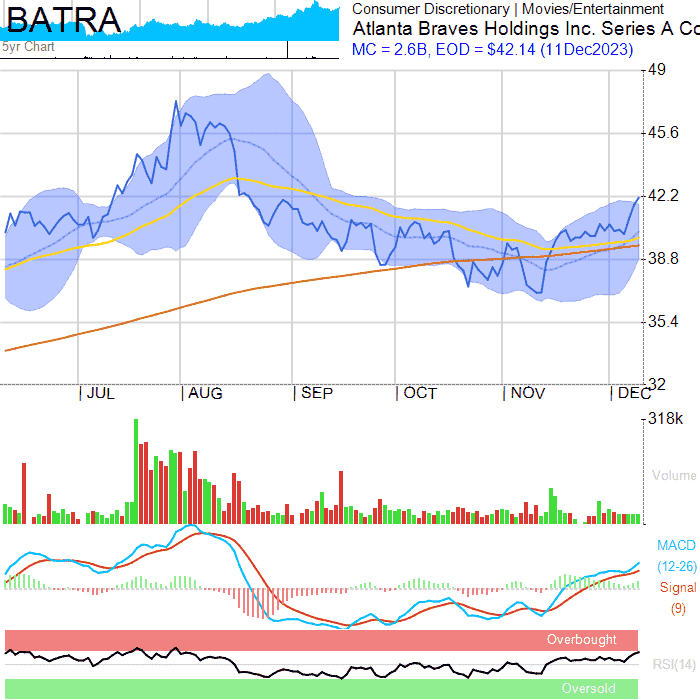 BATRA
5yr Chart
Consumer Discretionary | Movies/Entertainment
Atlanta Braves Holdings Inc. Series A Co
MC = 2.6B, EOD = $42.14 (11Dec2023)
49
45.6
42.2
38.8
35.4
32
JUL AUG SEP OCT NOV DEC
318k
Volume
MACD
(12-26)
Signal
(9)
Overbought
RSI(14)
Oversold